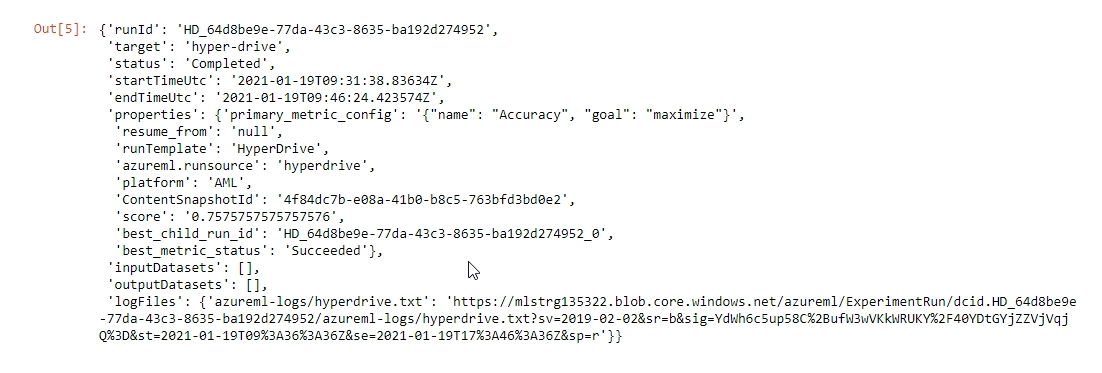 Out[5]: {'runId': 'HD_64d8be9e-77da-43c3-8635-ba192d274952',
'target': 'hyper-drive',
'status': 'Completed',
'startTimeUtc': '2021-01-19T09:31:38.83634Z',
'endTimeUtc': '2021-01-19T09:46:24.423574Z',
'properties': {'primary_metric_config': '{"name": "Accuracy", "goal": "maximize"}',
'resume_from': 'null',
'runTemplate': 'HyperDrive',
'azureml.runsource': 'hyperdrive',
'platform': 'AML',
'ContentSnapshotId': '4f84dc7b-e08a-41b0-b8c5-763bfd3bd0e2',
'score': '0.7575757575757576',
'best_child_run_id': 'HD_64d8be9e-77da-43c3-8635-ba192d274952_0',
'best_metric_status': 'Succeeded'},
'inputDatasets': [],
'outputDatasets': [],
'logFiles': {'azureml-logs/hyperdrive.txt': 'https://mlstrg135322.blob.core.windows.net/azureml/ExperimentRun/dcid.HD_64d8be9e
-77da-43c3-8635-ba192d274952/azureml-logs/hyperdrive.txt?sv=2019-02-02&sr=b&sig=YdWh6c5up58C%2BufW3wVKkWRUKY%2F40YDtGYjZZVjVqj
Q%3D&st=2021-01-19T09%3A36%3A36Z&se=2021-01-19T17%3A46%3A36Z&sp=r'}}